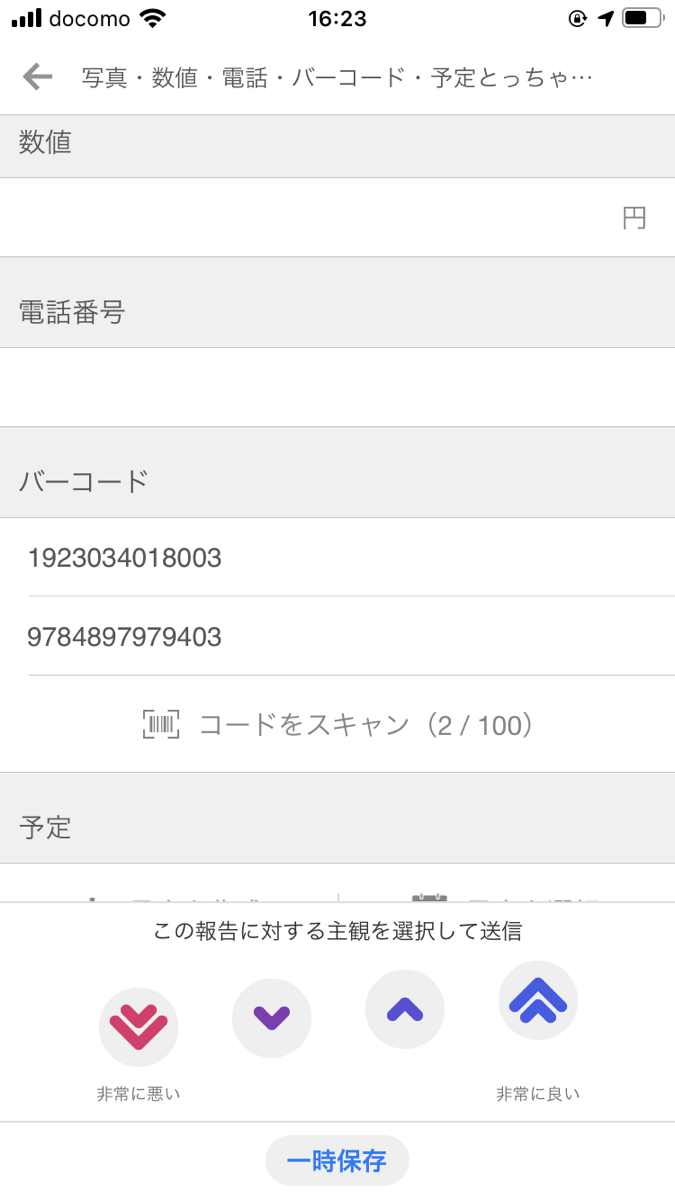 docomo 16:23
写真・数値・電話・バーコード・予定とっちゃ…
数値
円
電話番号
バーコード
1923034018003
9784897979403
コードをスキャン（2 / 100）
予定
この報告に対する主観を選択して送信
非常に悪い 非常に良い
一時保存